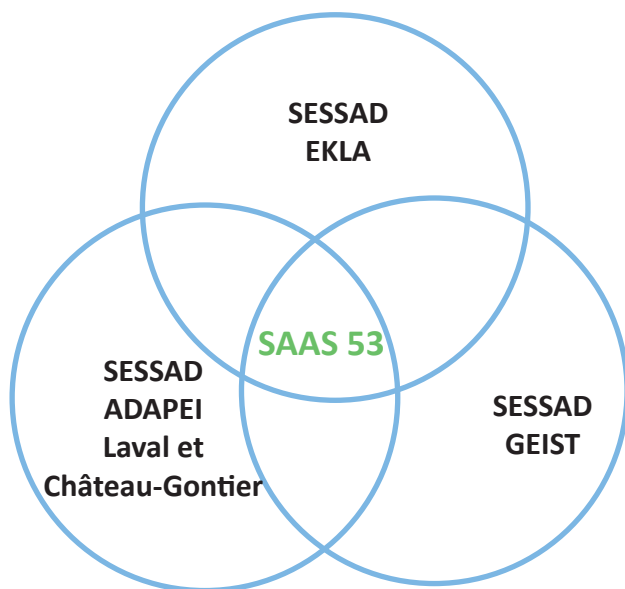 SESSAD
EKLA
SAAS 53
SESSAD
ADAPEI
Laval et
Château-Gontier
SESSAD
GEIST